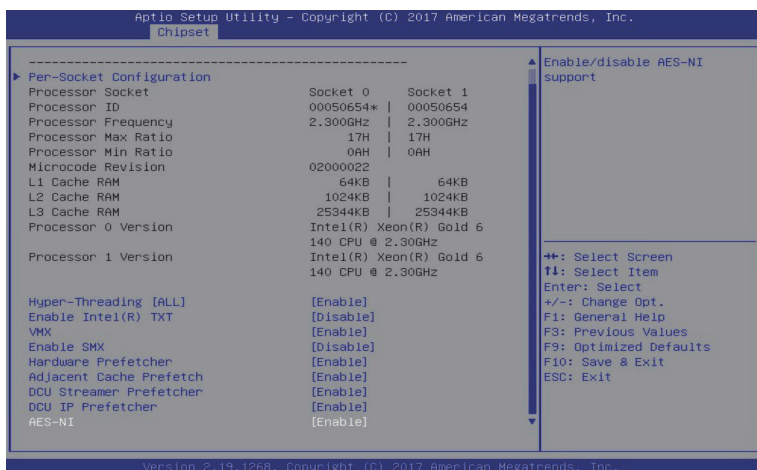 Aptio Setup Utility – Copyright (C) 2017 American Megatrends, Inc.
Chipset
------------------------------------------------
Per-Socket Configuration
Processor Socket Socket 0 Socket 1
Processor ID 00050654* | 00050654
Processor Frequency 2.300GHz | 2.300GHz
Processor Max Ratio 17H | 17H
Processor Min Ratio 0AH | 0AH
Microcode Revision 02000022
L1 Cache RAM 64KB | 64KB
L2 Cache RAM 1024KB | 1024KB
L3 Cache RAM 25344KB | 25344KB
Processor 0 Version Intel(R) Xeon(R) Gold 6
140 CPU @ 2.30GHz
Processor 1 Version Intel(R) Xeon(R) Gold 6
140 CPU @ 2.30GHz
Hyper-Threading [ALL] [Enable]
Enable Intel(R) TXT [Disable]
VMX [Enable]
Enable SMX [Disable]
Hardware Prefetcher [Enable]
Adjacent Cache Prefetch [Enable]
DCU Streamer Prefetcher [Enable]
DCU IP Prefetcher [Enable]
AES-NI [Enable]
Enable/disable AES-NI
support
→←: Select Screen
↑↓: Select Item
Enter: Select
+/-: Change Opt.
F1: General Help
F3: Previous Values
F9: Optimized Defaults
F10: Save & Exit
ESC: Exit
Version 2.19.1268. Copyright (C) 2017 American Megatrends, Inc.